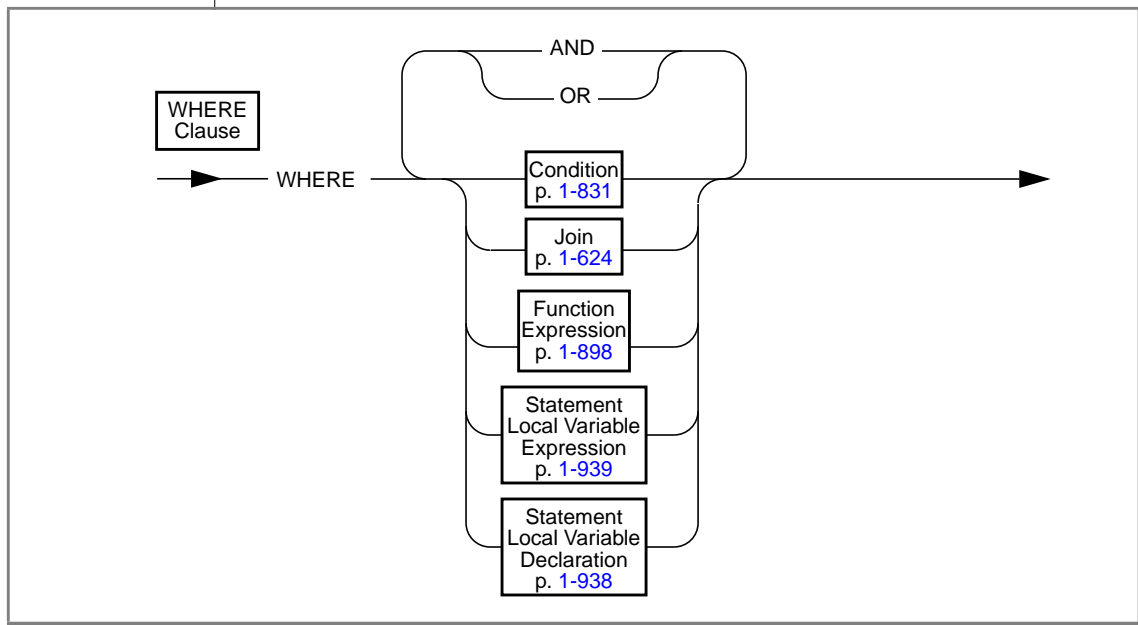 AND
OR
WHERE
Clause
WHERE
Condition
p. 1-831
Join
p. 1-624
Function
Expression
p. 1-898
Statement
Local Variable
Expression
p. 1-939
Statement
Local Variable
Declaration
p. 1-938